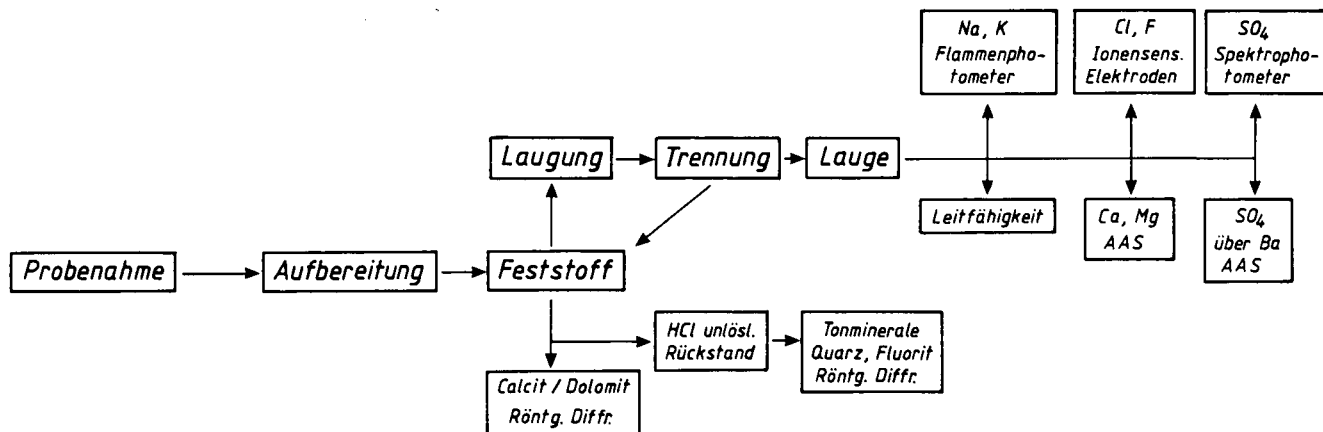 Na, K
Flammenpho-
tometer
Cl, F
Ionensens.
Elektroden
SO4
Spektropho-
tometer
Laugung
Trennung
Lauge
Leitfähigkeit
Ca, Mg
AAS
SO4
über Ba
AAS
Probenahme
Aufbereitung
Feststoff
HCl unlösl.
Rückstand
Tonminerale
Quarz, Fluorit
Röntg. Diffr.
Calcit / Dolomit
Röntg. Diffr.